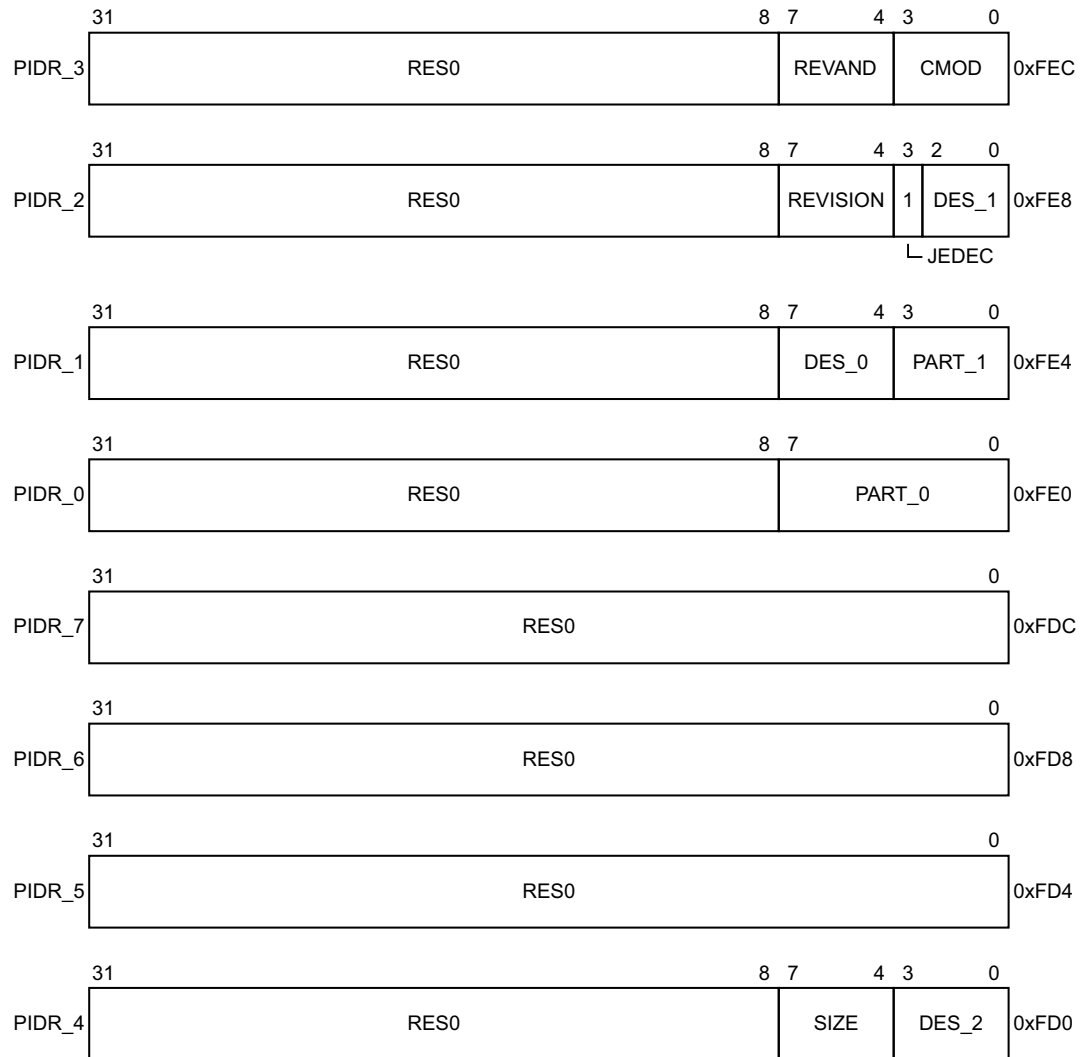 31 8 7 4 3 0
PIDR_3 RES0 REVAND CMOD 0xFEC
31 8 7 4 3 2 0
PIDR_2 RES0 REVISION 1 DES_1 0xFE8
JEDEC
31 8 7 4 3 0
PIDR_1 RES0 DES_0 PART_1 0xFE4
31 8 7 0
PIDR_0 RES0 PART_0 0xFE0
31 0
PIDR_7 RES0 0xFDC
31 0
PIDR_6 RES0 0xFD8
31 0
PIDR_5 RES0 0xFD4
31 8 7 4 3 0
PIDR_4 RES0 SIZE DES_2 0xFD0